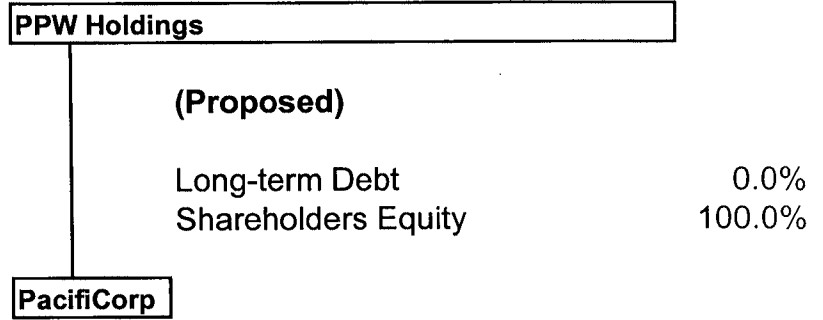 PPW Holdings
(Proposed)
Long-term Debt 0.0%
Shareholders Equity 100.0%
PacifiCorp